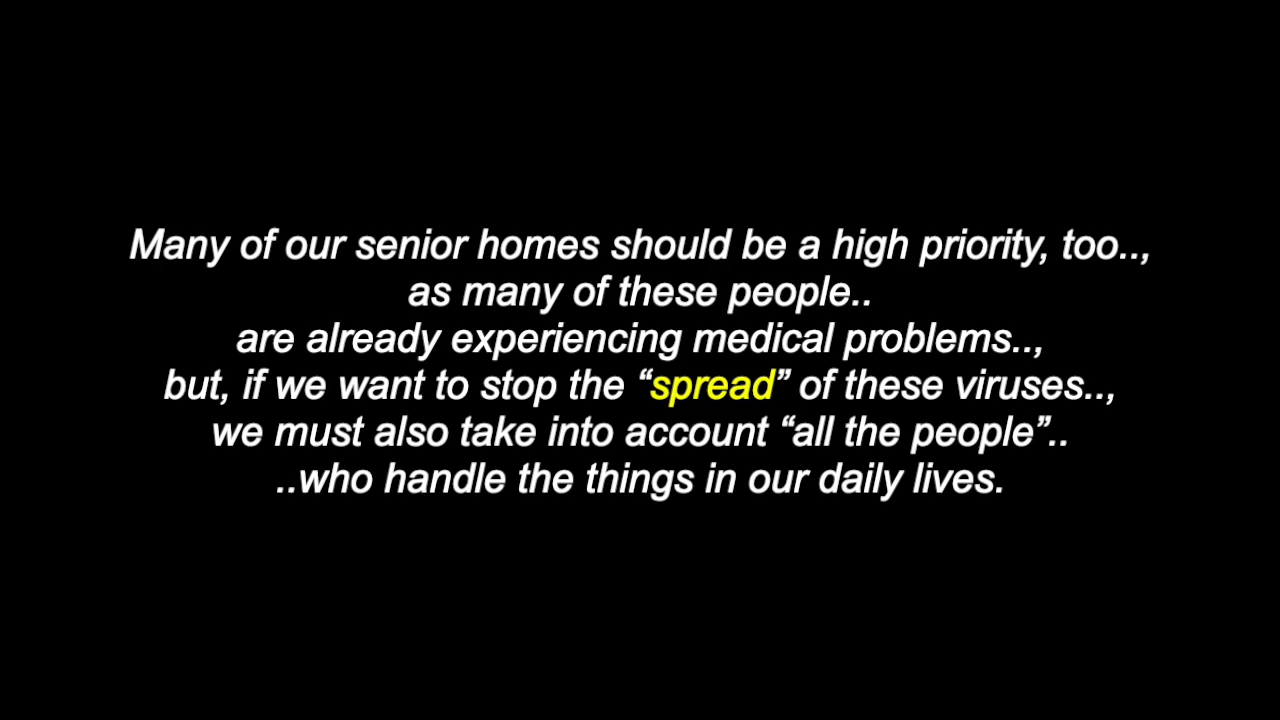 Many of our senior homes should be a high priority, too..,
as many of these people..
are already experiencing medical problems..,
but, if we want to stop the “spread” of these viruses..,
we must also take into account “all the people”..
..who handle the things in our daily lives.